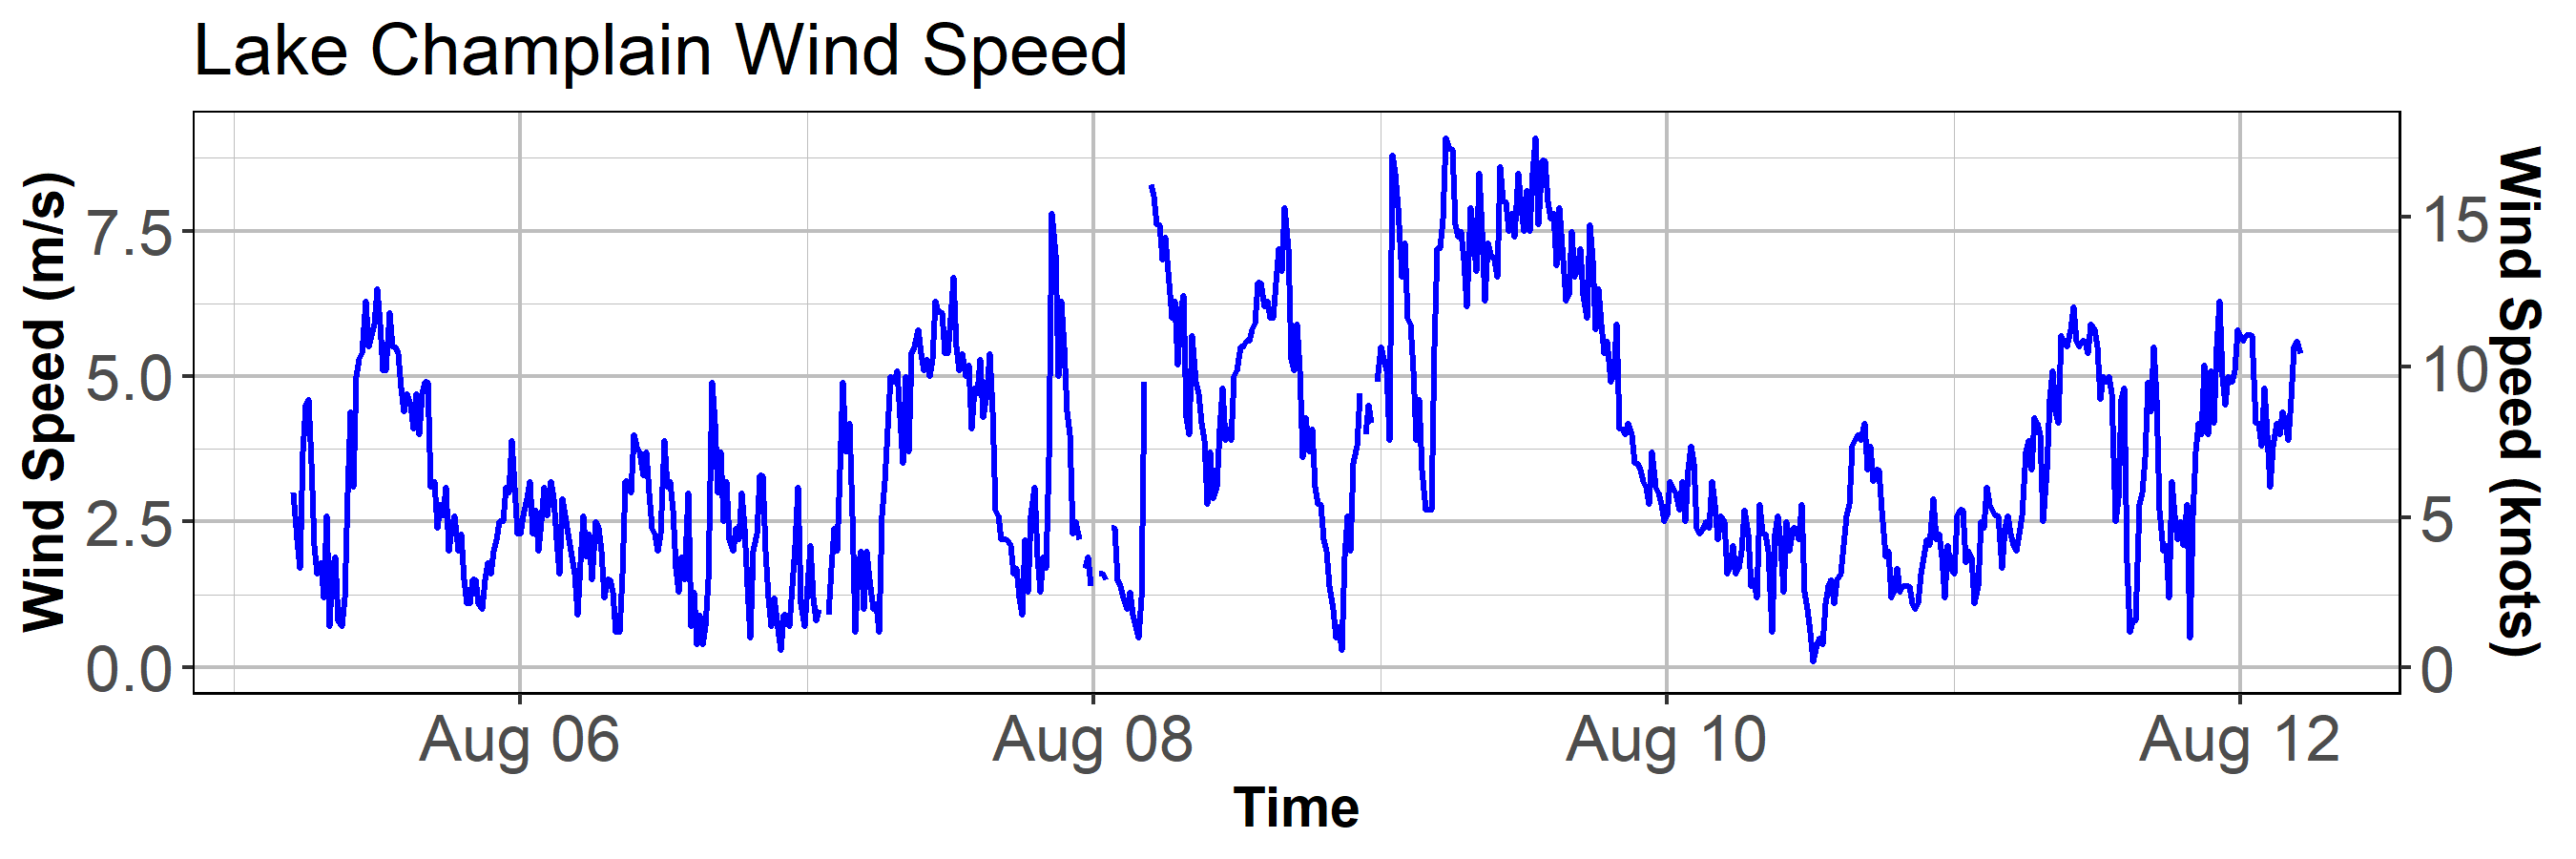 Lake Champlain Wind Speed
Wind Speed (m/s)
7.5
5.0
2.5
0.0
15
10
5
0
Wind Speed (knots)
Aug 06
Aug 08
Aug 10
Aug 12
Time